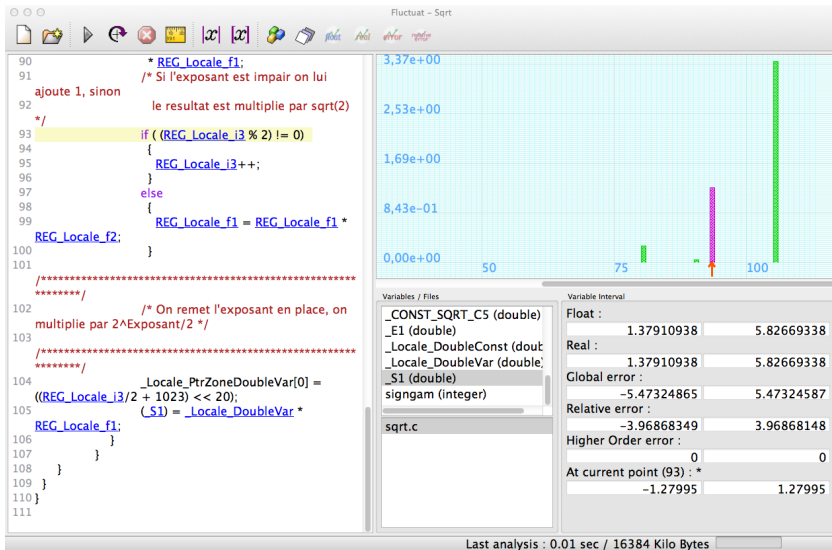 Fluctuat – Sqrt
|x| [x]
90 * REG_Locale_f1;
91 /* Si l'exposant est impair on lui
ajoute 1, sinon
92 le resultat est multiplie par sqrt(2)
*/
93 if ( (REG_Locale_i3 % 2) != 0)
94 {
95 REG_Locale_i3++;
96 }
97 else
98 {
99 REG_Locale_f1 = REG_Locale_f1 *
REG_Locale_f2;
100 }
101
/******************************************************
********/
102 /* On remet l'exposant en place, on
multiplie par 2^Exposant/2 */
103
/******************************************************
********/
104 _Locale_PtrZoneDoubleVar[0] =
((REG_Locale_i3/2 + 1023) << 20);
105 (_S1) = _Locale_DoubleVar *
REG_Locale_f1;
106 }
107 }
108 }
109 }
110 }
111
3,37e+00
2,53e+00
1,69e+00
8,43e-01
0,00e+00
50 75 100
Variables / Files
_CONST_SQRT_C5 (double)
_E1 (double)
_Locale_DoubleConst (doub
_Locale_DoubleVar (double)
_S1 (double)
signgam (integer)
sqrt.c
Variable Interval
Float :
1.37910938 5.82669338
Real :
1.37910938 5.82669338
Global error :
-5.47324865 5.47324587
Relative error :
-3.96868349 3.96868148
Higher Order error :
0 0
At current point (93) : *
-1.27995 1.27995
Last analysis : 0.01 sec / 16384 Kilo Bytes